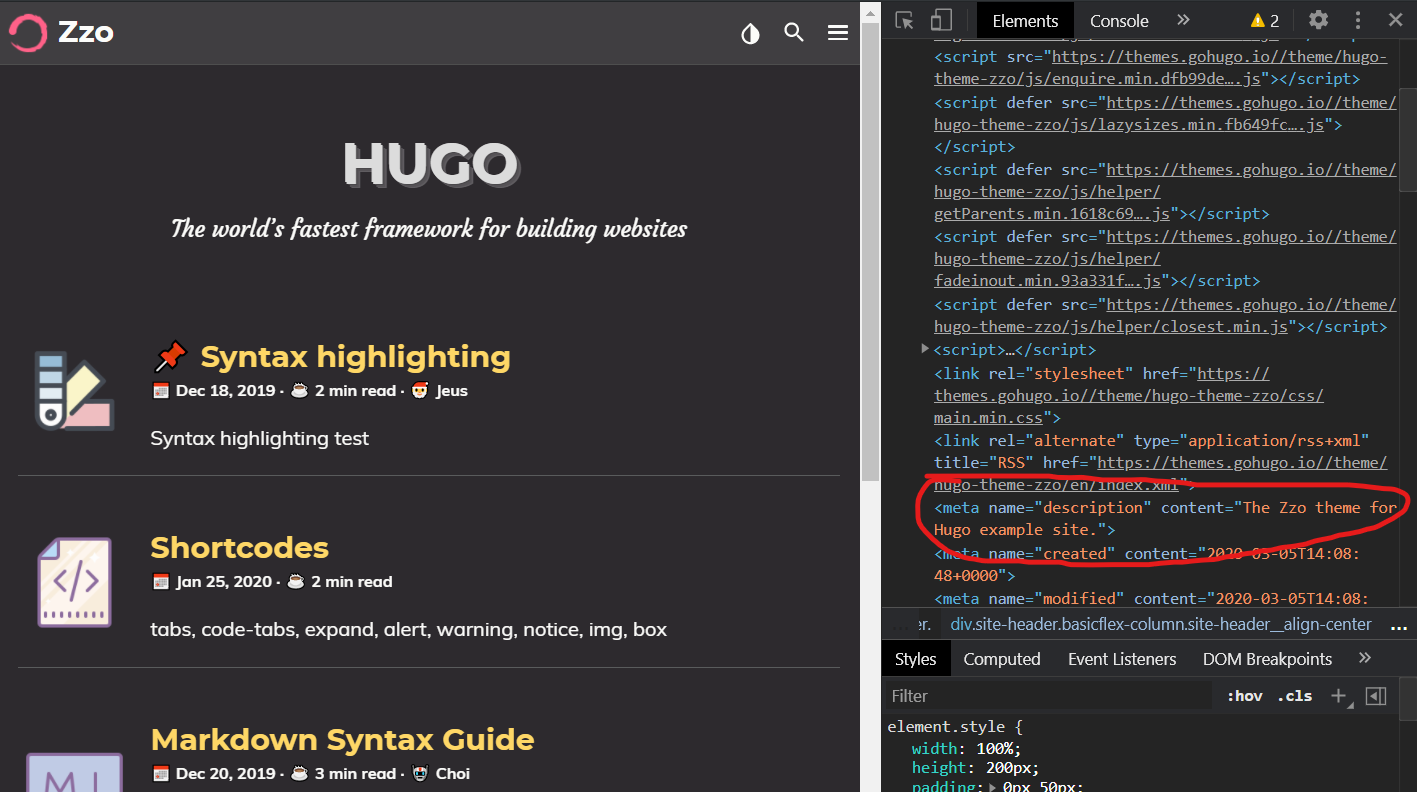 Zzo
HUGO
The world's fastest framework for building websites
📌 Syntax highlighting
Dec 18, 2019 · ☕ 2 min read · 🎅 Jeus
Syntax highlighting test
Shortcodes
Jan 25, 2020 · ☕ 2 min read
tabs, code-tabs, expand, alert, warning, notice, img, box
Markdown Syntax Guide
Dec 20, 2019 · ☕ 3 min read · 🤖 Choi
Elements Console » 2
<script src="https://themes.gohugo.io//theme/hugo-
theme-zzo/js/enquire.min.dfb99de….js"></script>
<script defer src="https://themes.gohugo.io//theme/
hugo-theme-zzo/js/lazysizes.min.fb649fc….js">
</script>
<script defer src="https://themes.gohugo.io//theme/
hugo-theme-zzo/js/helper/
getParents.min.1618c69….js"></script>
<script defer src="https://themes.gohugo.io//theme/
hugo-theme-zzo/js/helper/
fadeinout.min.93a331f….js"></script>
<script defer src="https://themes.gohugo.io//theme/
hugo-theme-zzo/js/helper/closest.min.js"></script>
<script>…</script>
<link rel="stylesheet" href="https://
themes.gohugo.io//theme/hugo-theme-zzo/css/
main.min.css">
<link rel="alternate" type="application/rss+xml"
title="RSS" href="https://themes.gohugo.io//theme/
hugo-theme-zzo/en/index.xml">
<meta name="description" content="The Zzo theme for
Hugo example site.">
<meta name="created" content="2020-03-05T14:08:
48+0000">
<meta name="modified" content="2020-03-05T14:08:
... er. div.site-header.basicflex-column.site-header__align-center ...
Styles Computed Event Listeners DOM Breakpoints »
Filter :hov .cls +
element.style {
width: 100%;
height: 200px;
padding: 0px 50px;